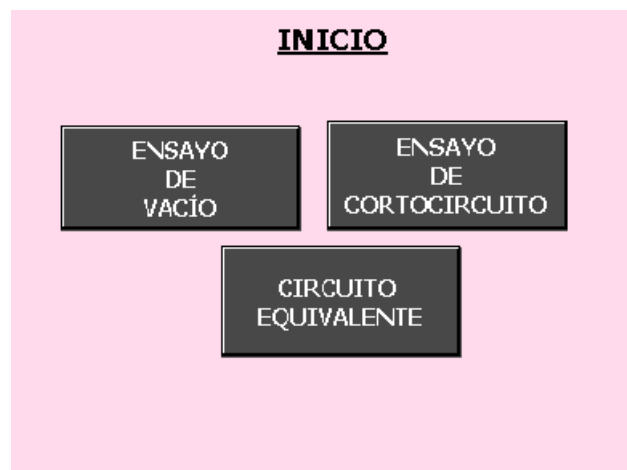 INICIO
ENSAYO
DE
VACÍO
ENSAYO
DE
CORTOCIRCUITO
CIRCUITO
EQUIVALENTE